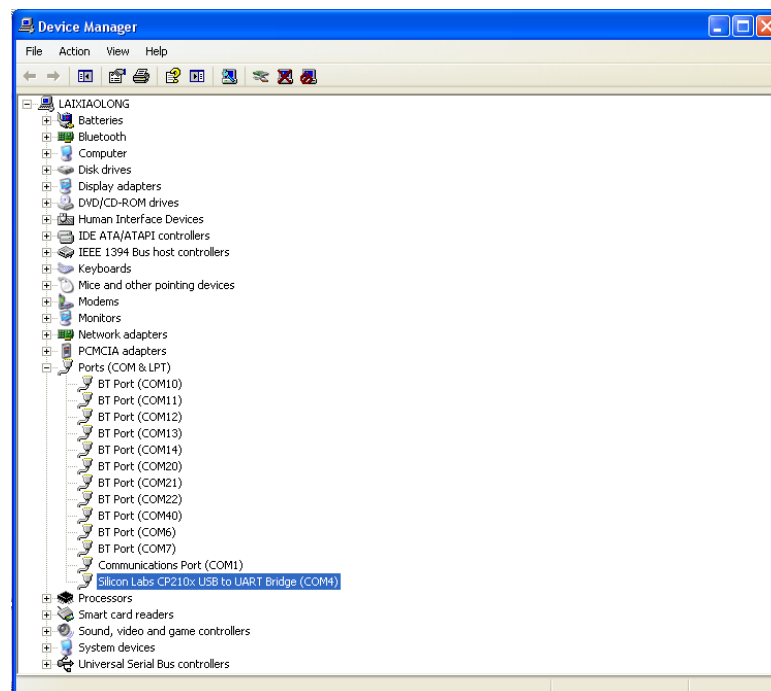 Device Manager
File Action View Help
LAIXIAOLONG
Batteries
Bluetooth
Computer
Disk drives
Display adapters
DVD/CD-ROM drives
Human Interface Devices
IDE ATA/ATAPI controllers
IEEE 1394 Bus host controllers
Keyboards
Mice and other pointing devices
Modems
Monitors
Network adapters
PCMCIA adapters
Ports (COM & LPT)
BT Port (COM10)
BT Port (COM11)
BT Port (COM12)
BT Port (COM13)
BT Port (COM14)
BT Port (COM20)
BT Port (COM21)
BT Port (COM22)
BT Port (COM40)
BT Port (COM6)
BT Port (COM7)
Communications Port (COM1)
Silicon Labs CP210x USB to UART Bridge (COM4)
Processors
Smart card readers
Sound, video and game controllers
System devices
Universal Serial Bus controllers